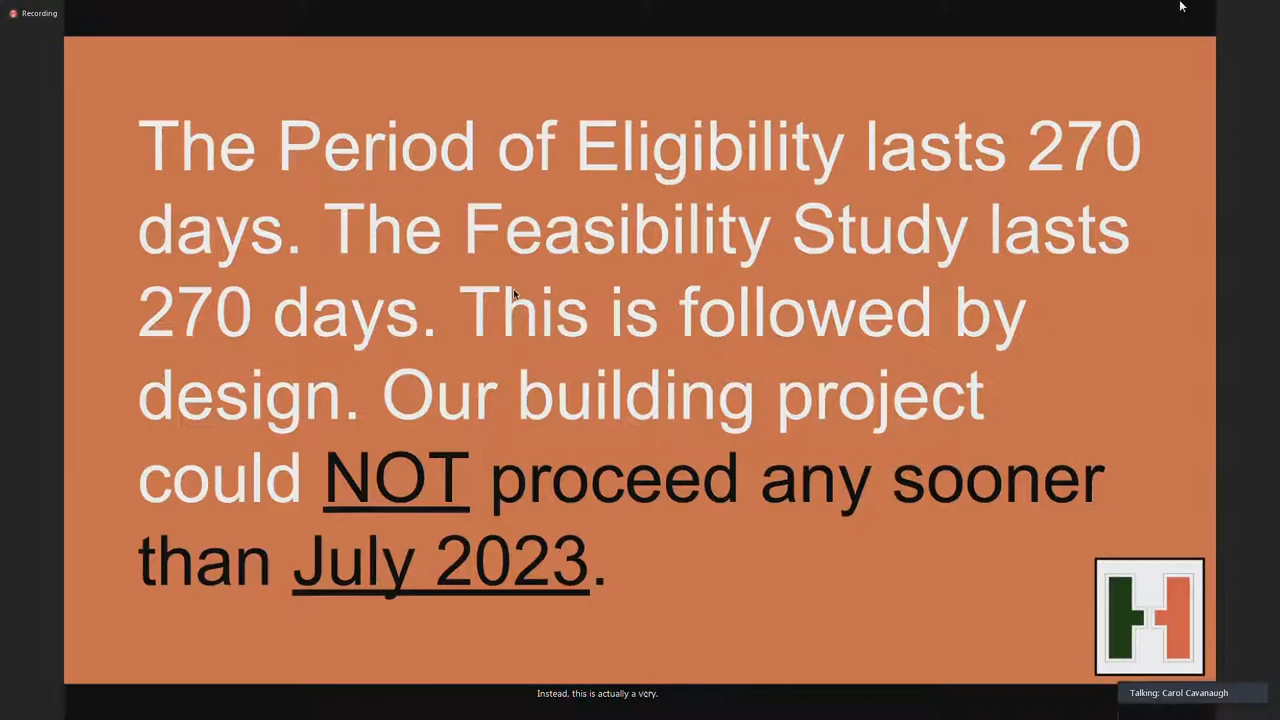 Recording
The Period of Eligibility lasts 270
days. The Feasibility Study lasts
270 days. This is followed by
design. Our building project
could NOT proceed any sooner
than July 2023.
H
Instead, this is actually a very.
Talking: Carol Cavanaugh